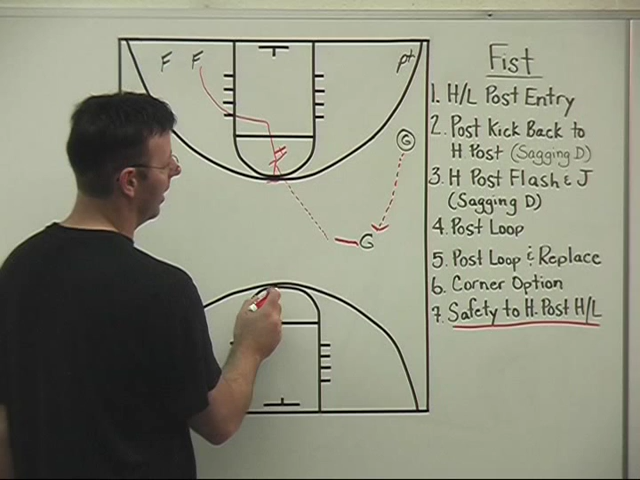 Fist
1. H/L Post Entry
2. Post Kick Back to
H Post (Sagging D)
3. H Post Flash & J
(Sagging D)
4. Post Loop
5. Post Loop & Replace
6. Corner Option
7. Safety to H. Post H/L
F F pt
G
G